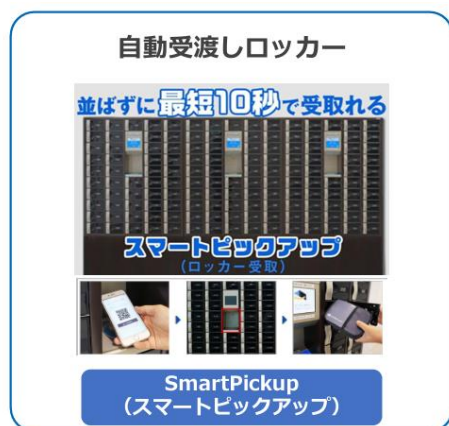 自動受渡しロッカー
並ばずに最短10秒で受取れる
スマートピックアップ
（ロッカー受取）
SmartPickup
（スマートピックアップ）